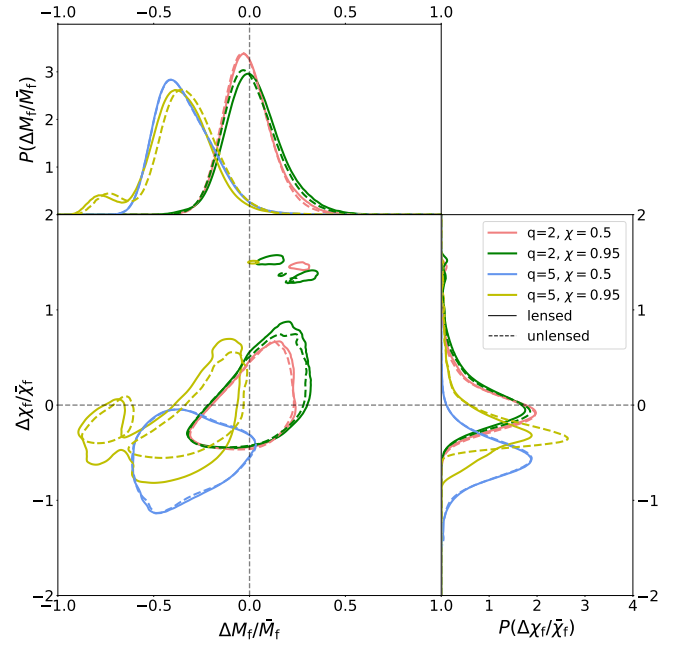 −1.0 −0.5 0.0 0.5 1.0
P(ΔM_f/M̄_f)
3
2
1
2
1
0
−1
−2
Δχ_f/χ̄_f
q=2, χ = 0.5
q=2, χ = 0.95
q=5, χ = 0.5
q=5, χ = 0.95
lensed
unlensed
2
1
0
−1
−2
−1.0 −0.5 0.0 0.5 1.0 1 2 3 4
ΔM_f/M̄_f
P(Δχ_f/χ̄_f)